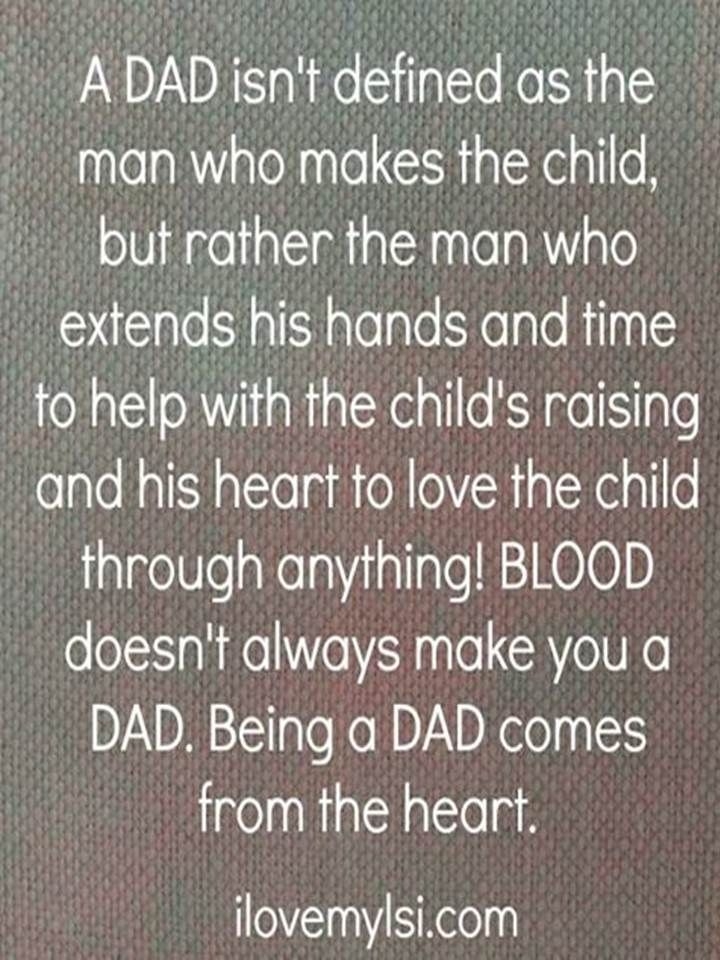 A DAD isn't defined as the
man who makes the child,
but rather the man who
extends his hands and time
to help with the child's raising
and his heart to love the child
through anything! BLOOD
doesn't always make you a
DAD. Being a DAD comes
from the heart.
ilovemylsi.com